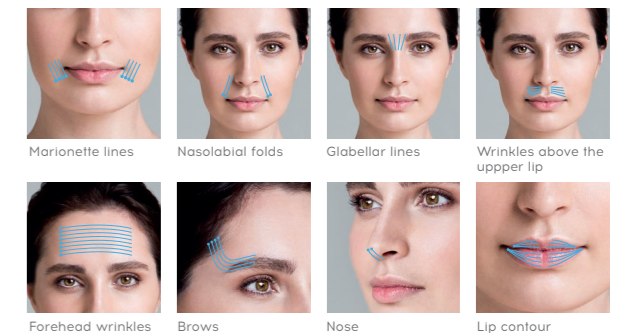 Marionette lines
Nasolabial folds
Glabellar lines
Wrinkles above the
uppper lip
Forehead wrinkles
Brows
Nose
Lip contour